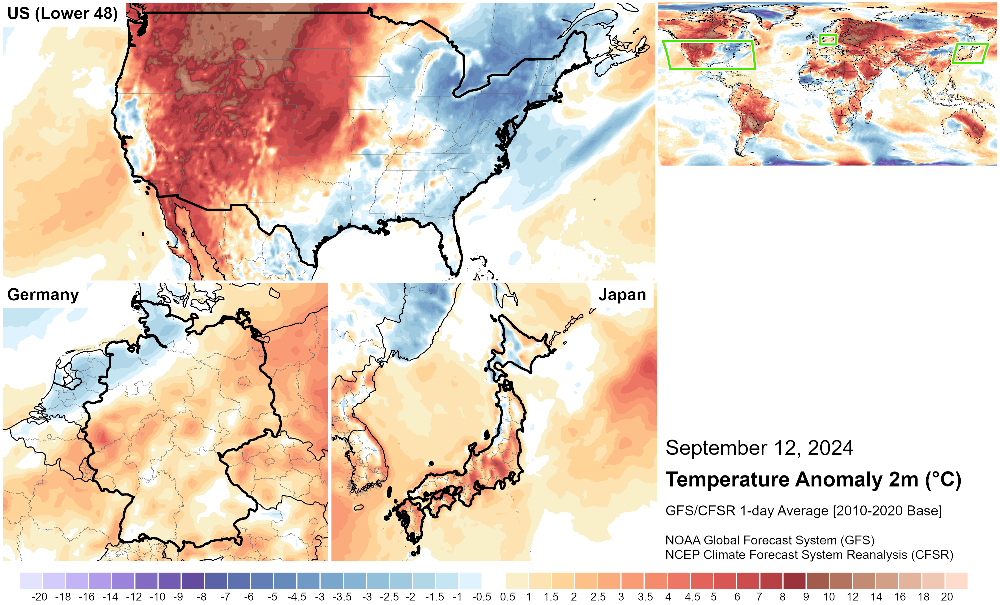 US (Lower 48)
Germany
Japan
September 12, 2024
Temperature Anomaly 2m (°C)
GFS/CFSR 1-day Average [2010-2020 Base]
NOAA Global Forecast System (GFS)
NCEP Climate Forecast System Reanalysis (CFSR)
-20 -18 -16 -14 -12 -10 -9 -8 -7 -6 -5 -4.5 -3 -3.5 -3 -2.5 -2 -1.5 -1 -0.5 0.5 1 1.5 2 2.5 3 3.5 4 4.5 5 6 7 8 9 10 12 14 16 18 20